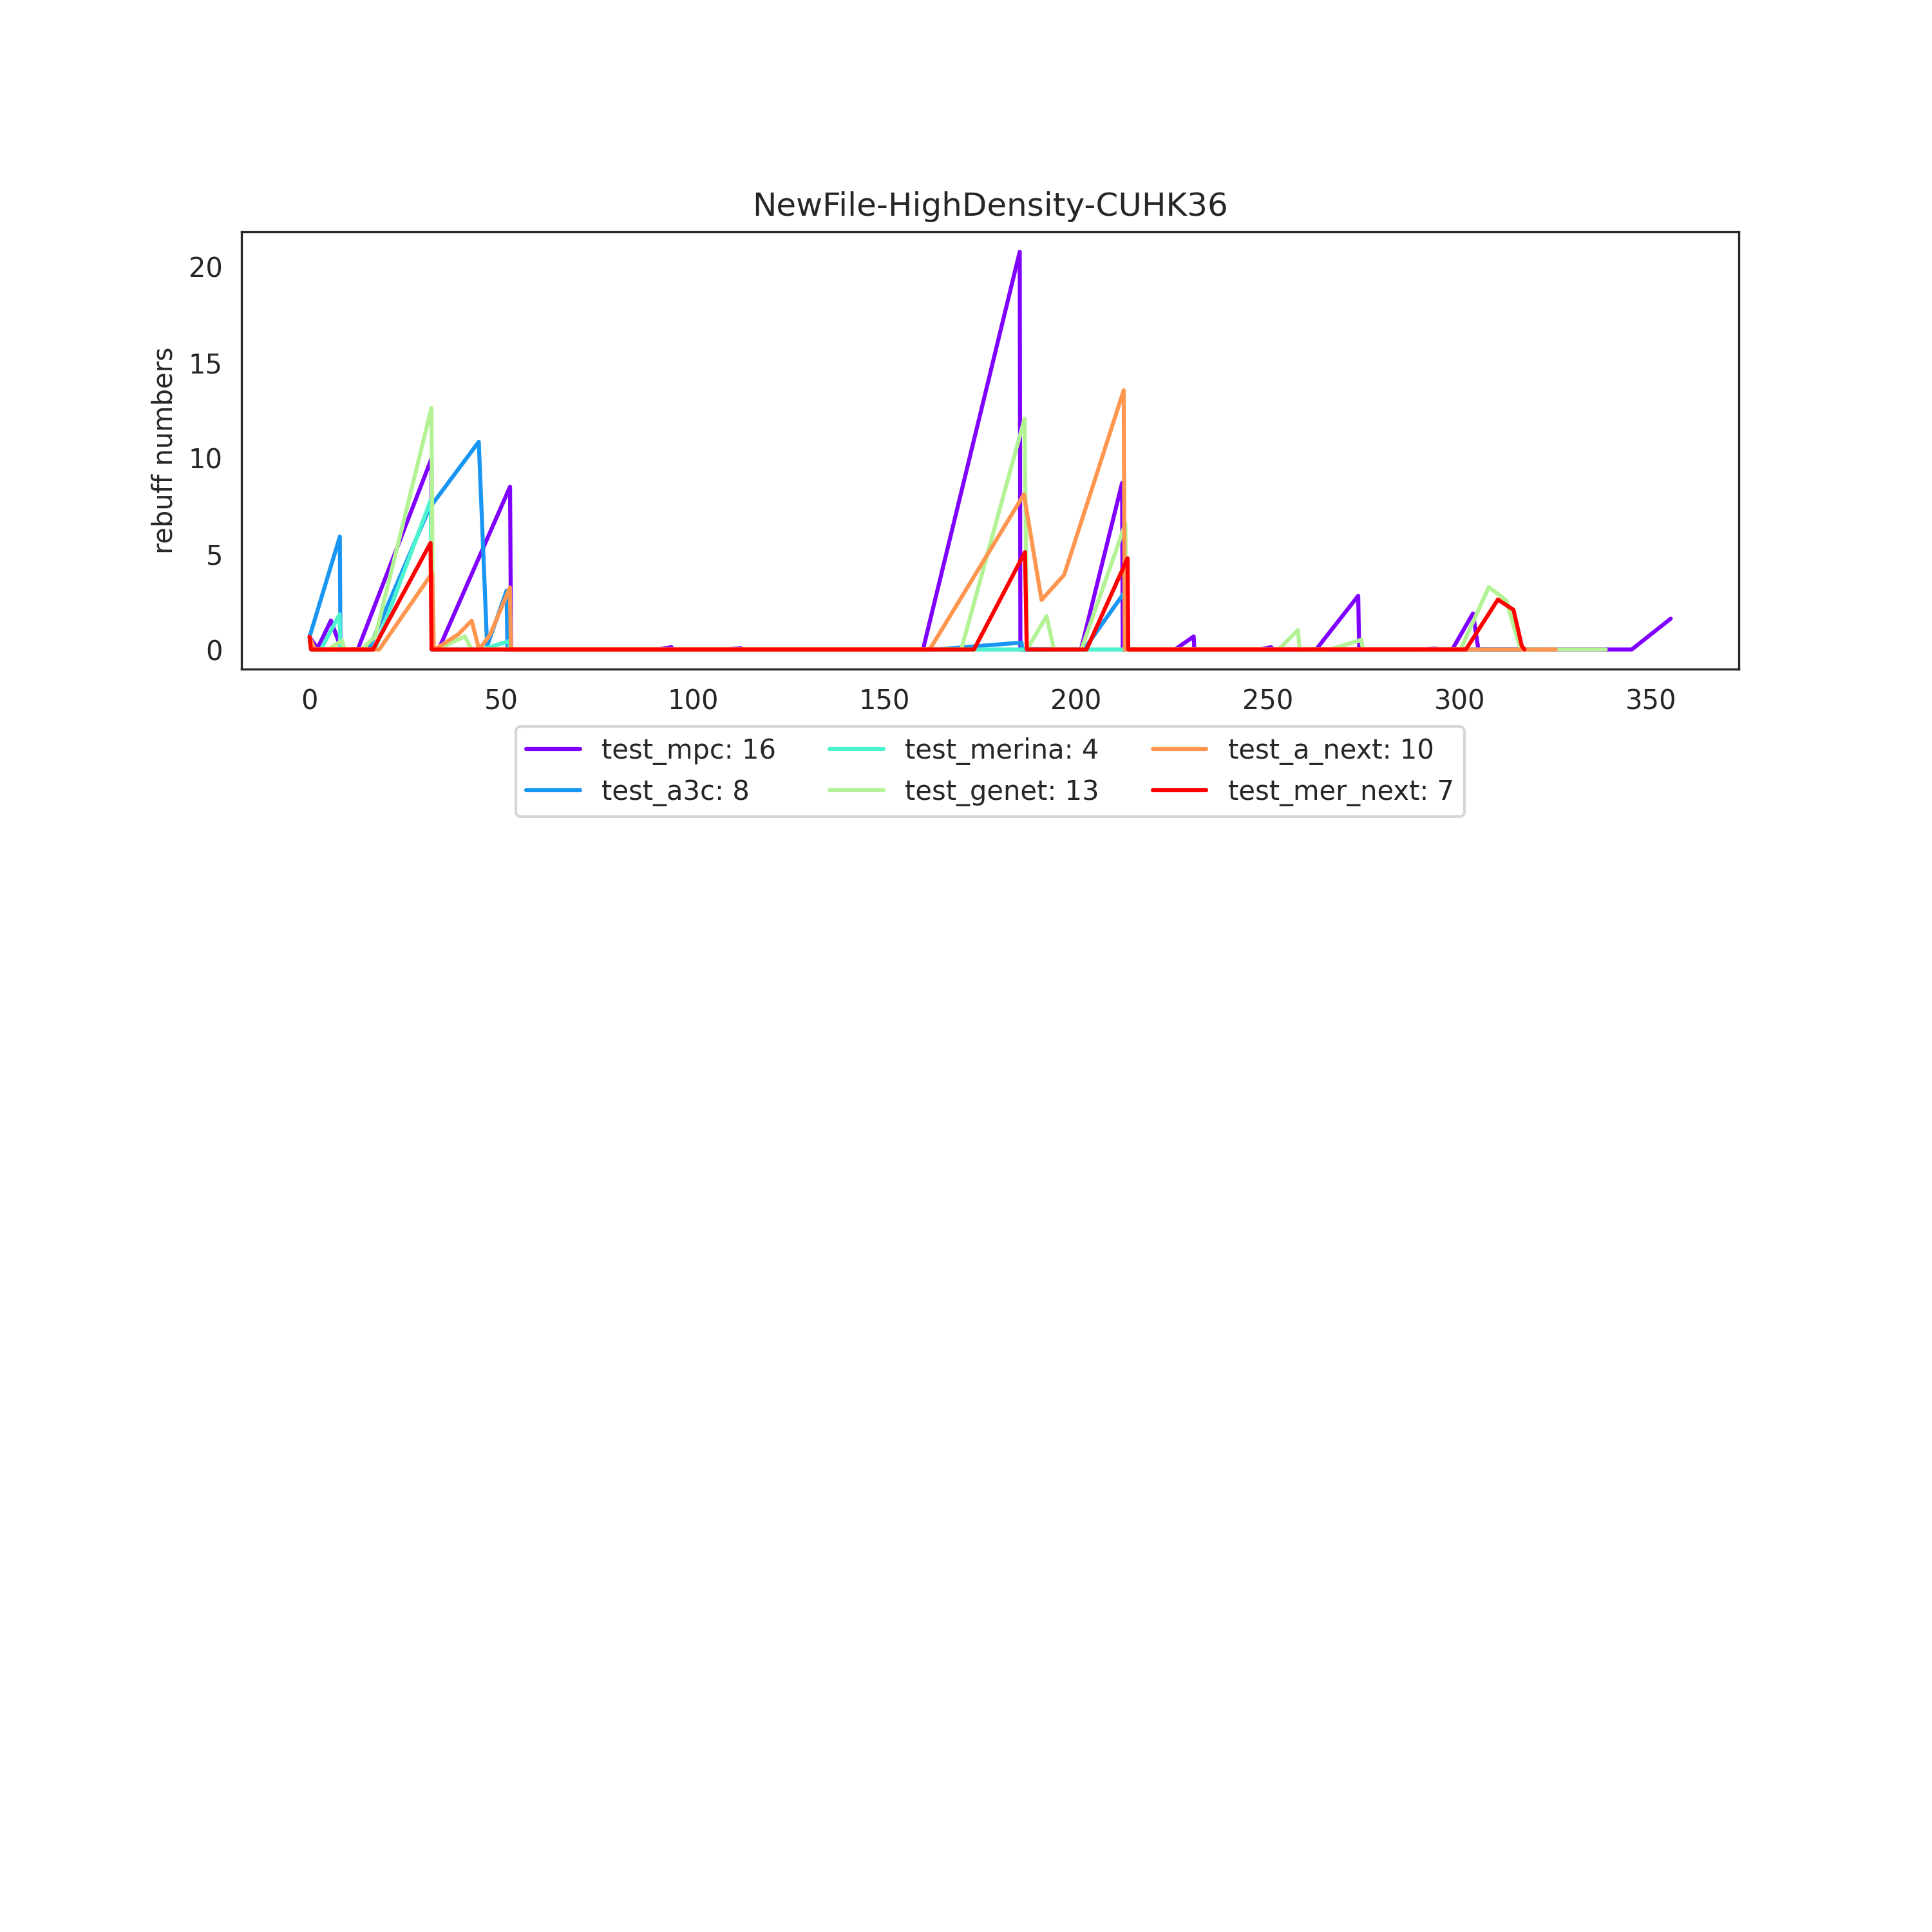 NewFile-HighDensity-CUHK36
rebuff numbers
20
15
10
5
0
0 50 100 150 200 250 300 350
test_mpc: 16 test_merina: 4 test_a_next: 10
test_a3c: 8 test_genet: 13 test_mer_next: 7